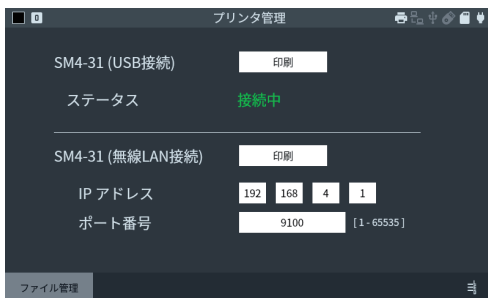 0 プリンタ管理
SM4-31 (USB接続) 印刷
ステータス 接続中
SM4-31 (無線LAN接続) 印刷
IP アドレス 192 168 4 1
ポート番号 9100 [1-65535]
ファイル管理